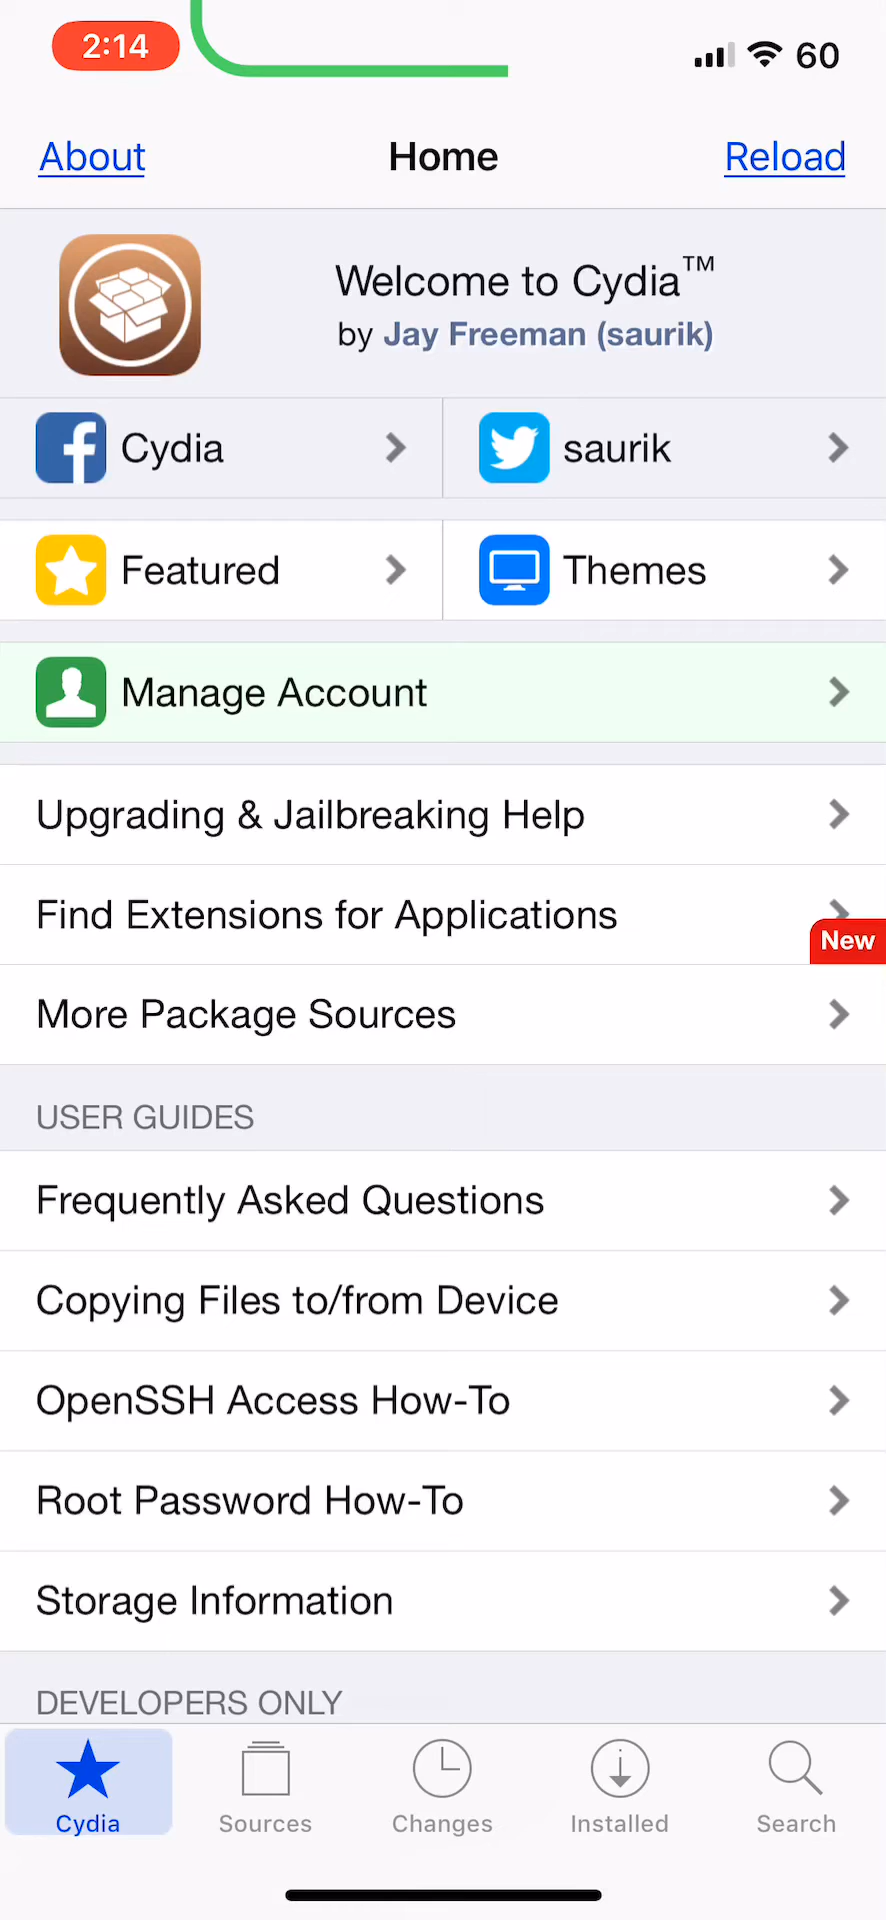 2:14
60
About
Home
Reload
Welcome to Cydia™
by Jay Freeman (saurik)
Cydia
saurik
Featured
Themes
Manage Account
Upgrading & Jailbreaking Help
Find Extensions for Applications
New
More Package Sources
USER GUIDES
Frequently Asked Questions
Copying Files to/from Device
OpenSSH Access How-To
Root Password How-To
Storage Information
DEVELOPERS ONLY
Cydia
Sources
Changes
Installed
Search